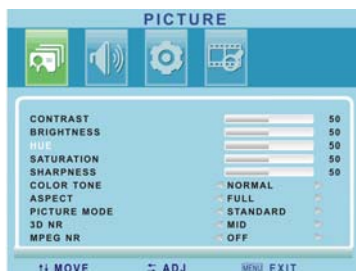 PICTURE
CONTRAST 50
BRIGHTNESS 50
HUE 50
SATURATION 50
SHARPNESS 50
COLOR TONE NORMAL
ASPECT FULL
PICTURE MODE STANDARD
3D NR MID
MPEG NR OFF
MOVE ADJ MENU EXIT